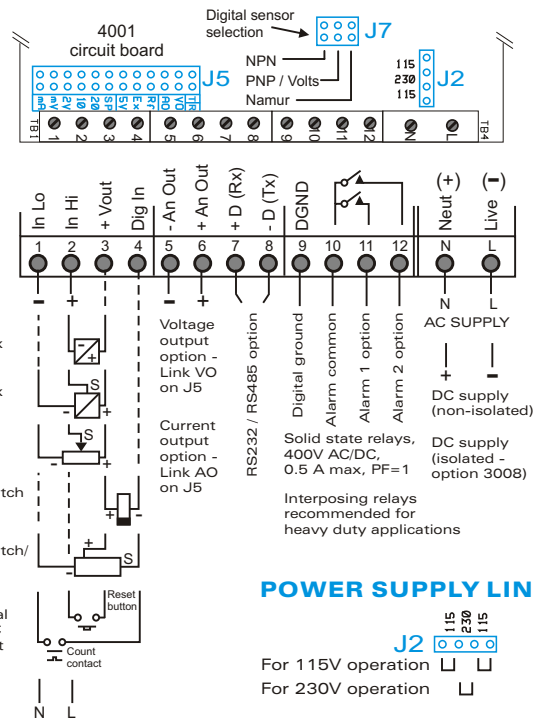 Digital sensor
selection
J7
4001
circuit board
NPN
PNP / Volts
Namur
115
230
115
J2
J5
mA mV 2V 10 20 SP 5V Ex Rt AO VO TR
TB1 1 2 3 4 5 6 7 8 9 10 11 12 N L TB4
In Lo
In Hi
+ Vout
Dig In
- An Out
+ An Out
+ D (Rx)
- D (Tx)
DGND
Neut (+)
Live (-)
1 2 3 4 5 6 7 8 9 10 11 12 N L
- + - + N L
AC SUPPLY
+ -
DC supply
(non-isolated)
DC supply
(isolated -
option 3008)
Voltage
output
option -
Link VO
on J5
Current
output
option -
Link AO
on J5
RS232 / RS485 option
Digital ground
Alarm common
Alarm 1 option
Alarm 2 option
Solid state relays,
400V AC/DC,
0.5 A max, PF=1
Interposing relays
recommended for
heavy duty applications
- +
S
- +
S
- +
tch
+ -
tch/
+
- S
Reset
button
Count
contact
N L
POWER SUPPLY LIN
115
230
115
J2
For 115V operation
For 230V operation